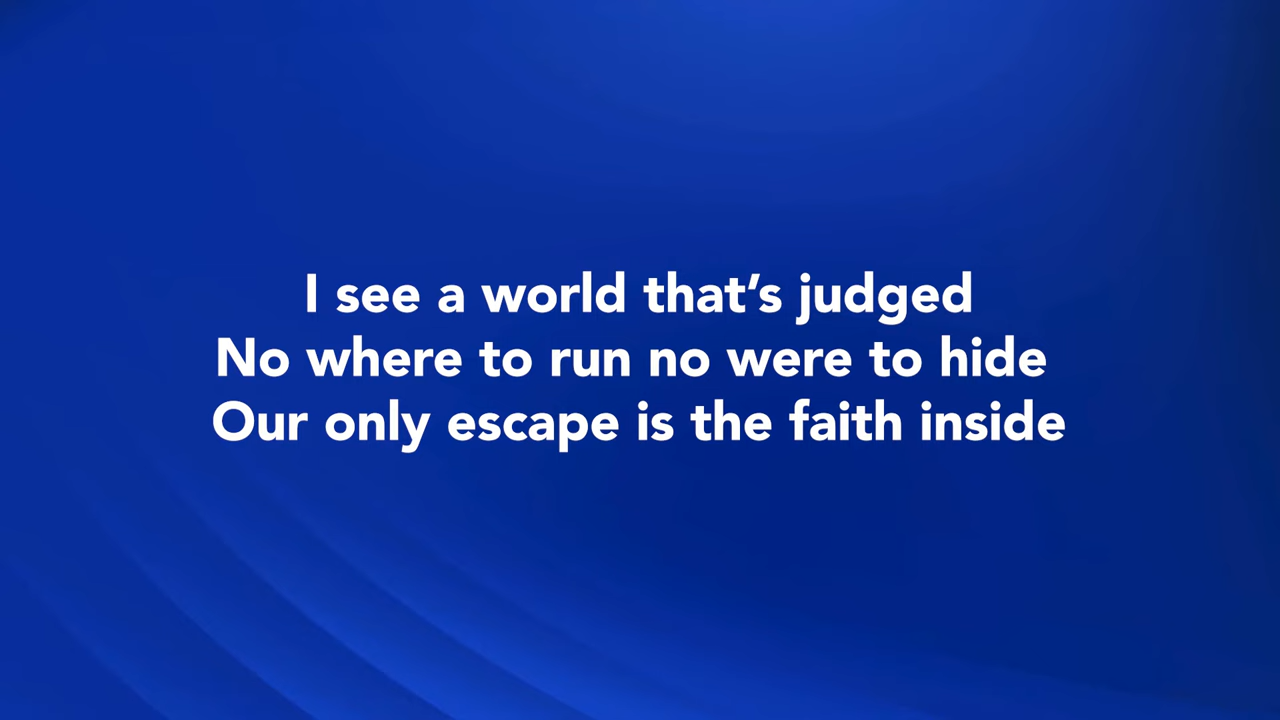 I see a world that’s judged
No where to run no were to hide
Our only escape is the faith inside